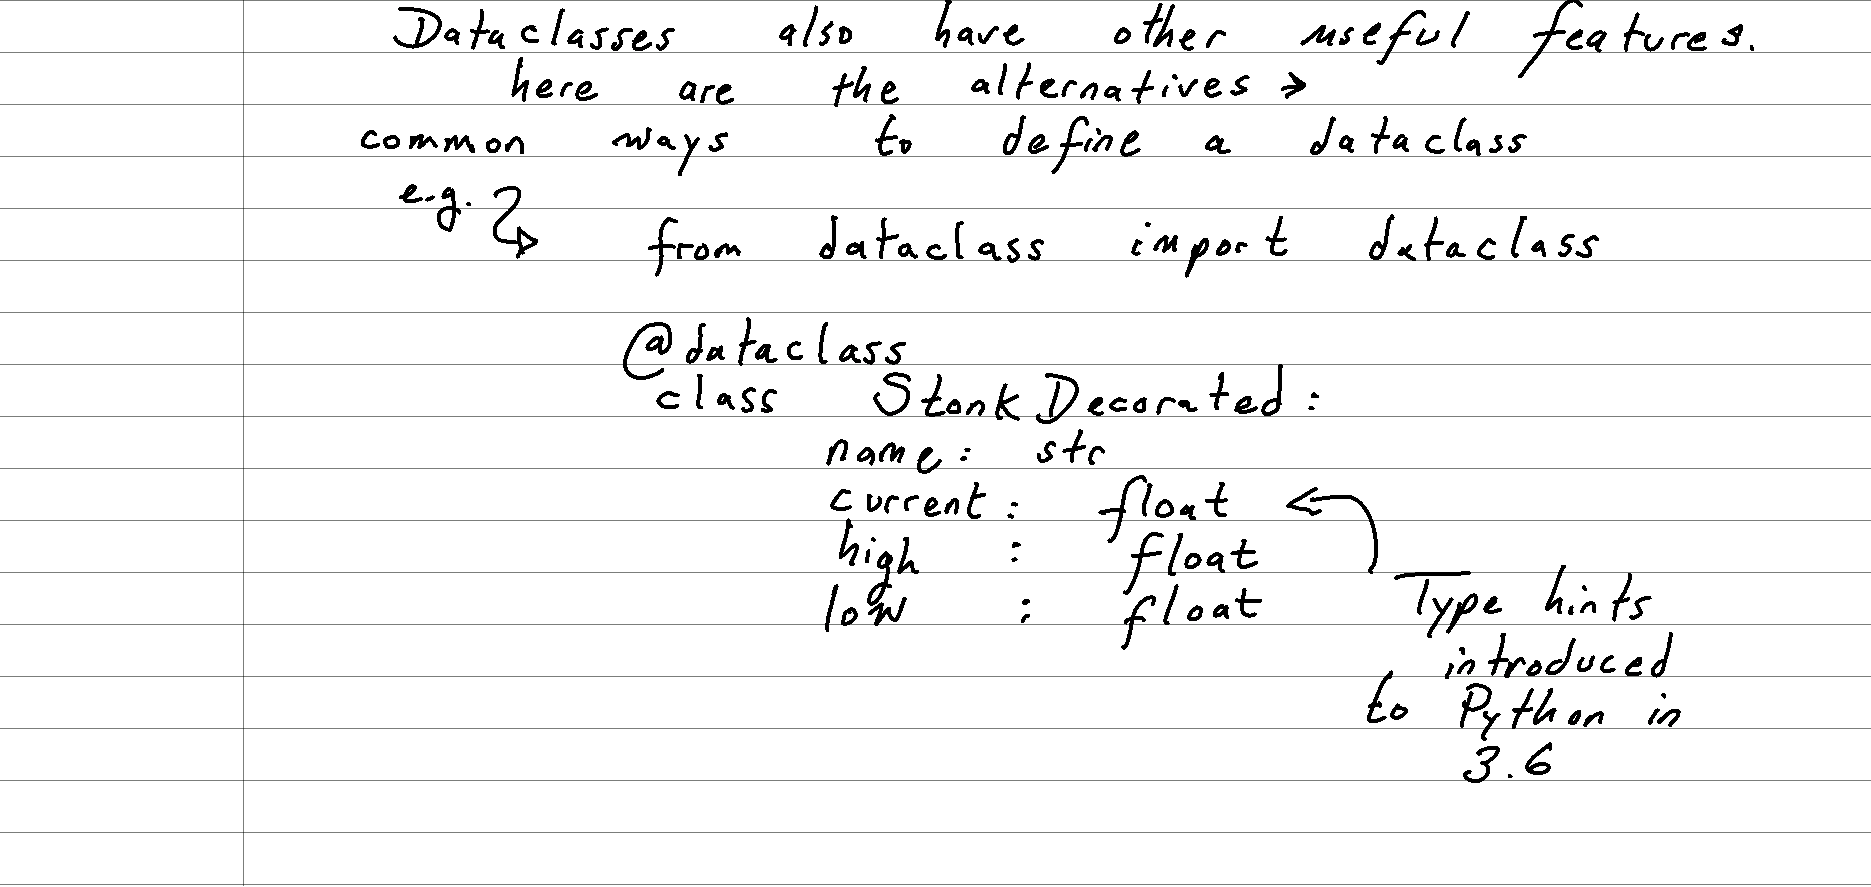 Dataclasses also have other useful features.
here are the alternatives →
common ways to define a dataclass
e.g.
from dataclass import dataclass
@dataclass
class StonkDecorated:
name: str
current: float
high : float
low : float
Type hints
introduced
to Python in
3.6